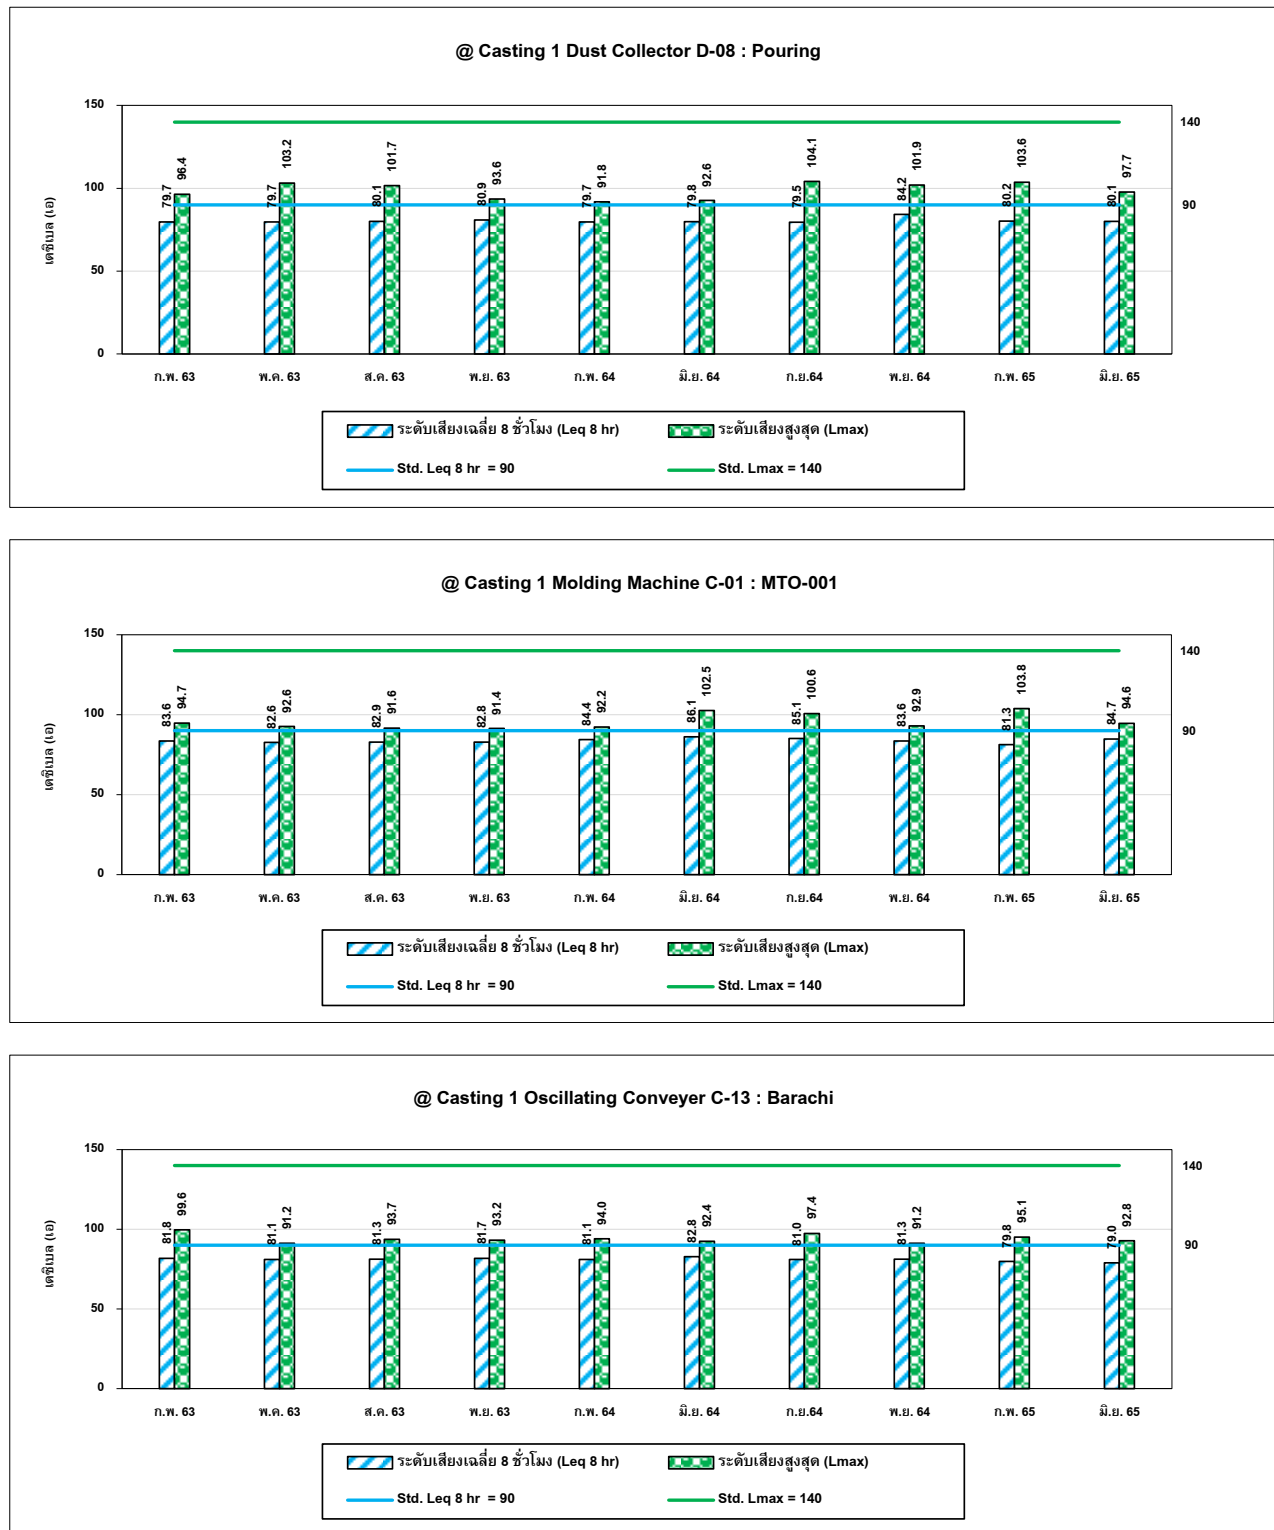 @ Casting 1 Dust Collector D-08 : Pouring
เดซิเบล (เอ)
150
100
50
0
140
90
79.7 96.4 79.7 103.2 80.1 101.7 80.9 93.6 79.7 91.8 79.8 92.6 79.5 104.1 84.2 101.9 80.2 103.6 80.1 97.7
ก.พ. 63 พ.ค. 63 ส.ค. 63 พ.ย. 63 ก.พ. 64 มิ.ย. 64 ก.ย.64 พ.ย. 64 ก.พ. 65 มิ.ย. 65
ระดับเสียงเฉลี่ย 8 ชั่วโมง (Leq 8 hr) ระดับเสียงสูงสุด (Lmax)
Std. Leq 8 hr = 90 Std. Lmax = 140
@ Casting 1 Molding Machine C-01 : MTO-001
เดซิเบล (เอ)
150
100
50
0
140
90
83.6 94.7 82.6 92.6 82.9 91.6 82.8 91.4 84.4 92.2 86.1 102.5 85.1 100.6 83.6 92.9 81.3 103.8 84.7 94.6
ก.พ. 63 พ.ค. 63 ส.ค. 63 พ.ย. 63 ก.พ. 64 มิ.ย. 64 ก.ย.64 พ.ย. 64 ก.พ. 65 มิ.ย. 65
ระดับเสียงเฉลี่ย 8 ชั่วโมง (Leq 8 hr) ระดับเสียงสูงสุด (Lmax)
Std. Leq 8 hr = 90 Std. Lmax = 140
@ Casting 1 Oscillating Conveyer C-13 : Barachi
เดซิเบล (เอ)
150
100
50
0
140
90
81.8 99.6 81.1 91.2 81.3 93.7 81.7 93.2 81.1 94.0 82.8 92.4 81.0 97.4 81.3 91.2 79.8 95.1 79.0 92.8
ก.พ. 63 พ.ค. 63 ส.ค. 63 พ.ย. 63 ก.พ. 64 มิ.ย. 64 ก.ย.64 พ.ย. 64 ก.พ. 65 มิ.ย. 65
ระดับเสียงเฉลี่ย 8 ชั่วโมง (Leq 8 hr) ระดับเสียงสูงสุด (Lmax)
Std. Leq 8 hr = 90 Std. Lmax = 140